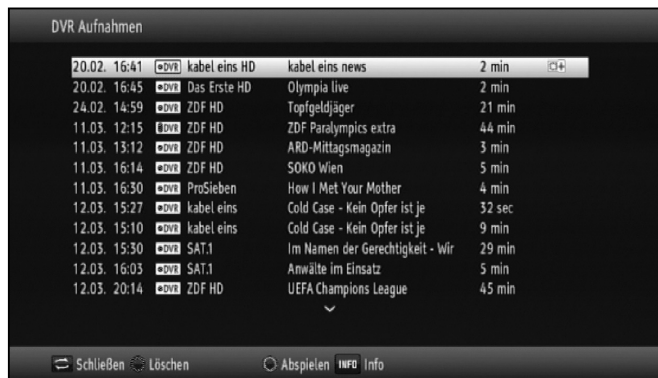 DVR Aufnahmen
20.02. 16:41 DVR kabel eins HD kabel eins news 2 min
20.02. 16:45 DVR Das Erste HD Olympia live 2 min
24.02. 14:59 DVR ZDF HD Topfgeldjäger 21 min
11.03. 12:15 DVR ZDF HD ZDF Paralympics extra 44 min
11.03. 13:12 DVR ZDF HD ARD-Mittagsmagazin 3 min
11.03. 16:14 DVR ZDF HD SOKO Wien 5 min
11.03. 16:30 DVR ProSieben How I Met Your Mother 4 min
12.03. 15:27 DVR kabel eins Cold Case - Kein Opfer ist je 32 sec
12.03. 15:10 DVR kabel eins Cold Case - Kein Opfer ist je 9 min
12.03. 15:30 DVR SAT.1 Im Namen der Gerechtigkeit - Wir 29 min
12.03. 16:03 DVR SAT.1 Anwälte im Einsatz 5 min
12.03. 20:14 DVR ZDF HD UEFA Champions League 45 min
Schließen Löschen Abspielen INFO Info